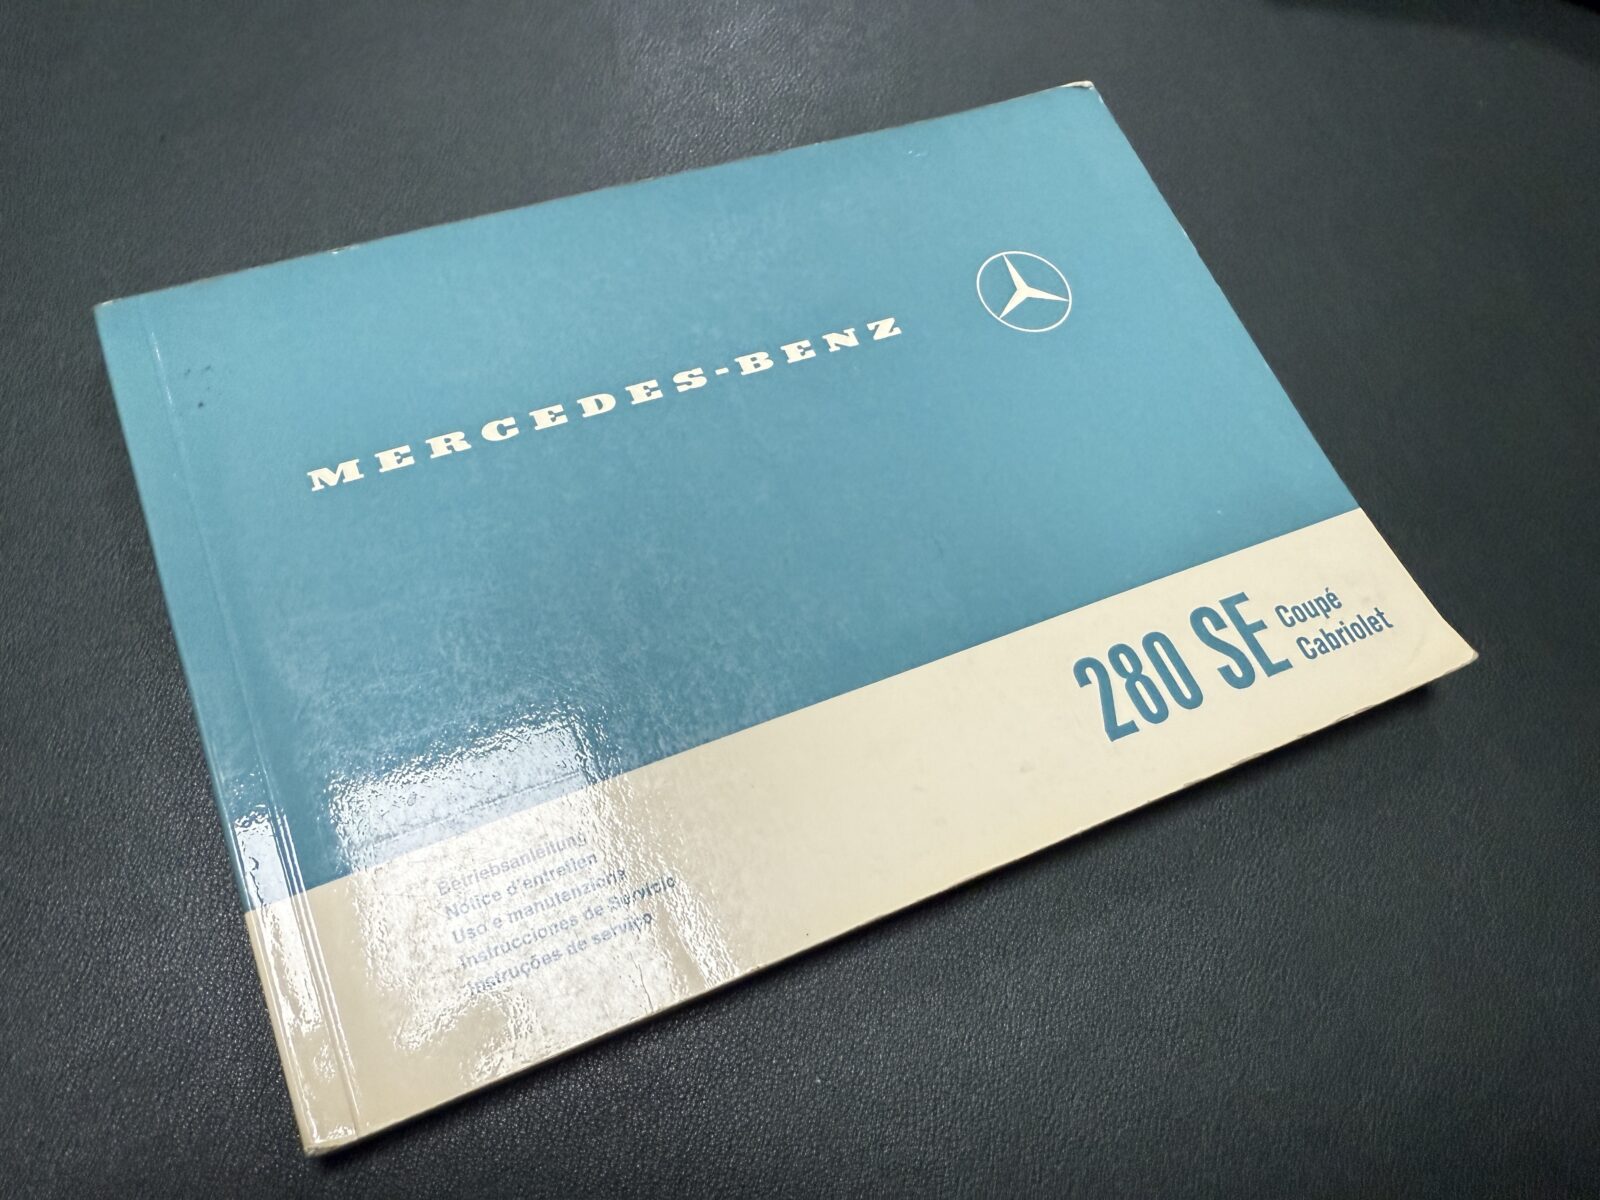 MERCEDES-BENZ
280 SE Coupé
Cabriolet
Betriebsanleitung
Notice d'entretien
Uso e manutenzione
Instrucciones de Servicio
Instruções de serviço